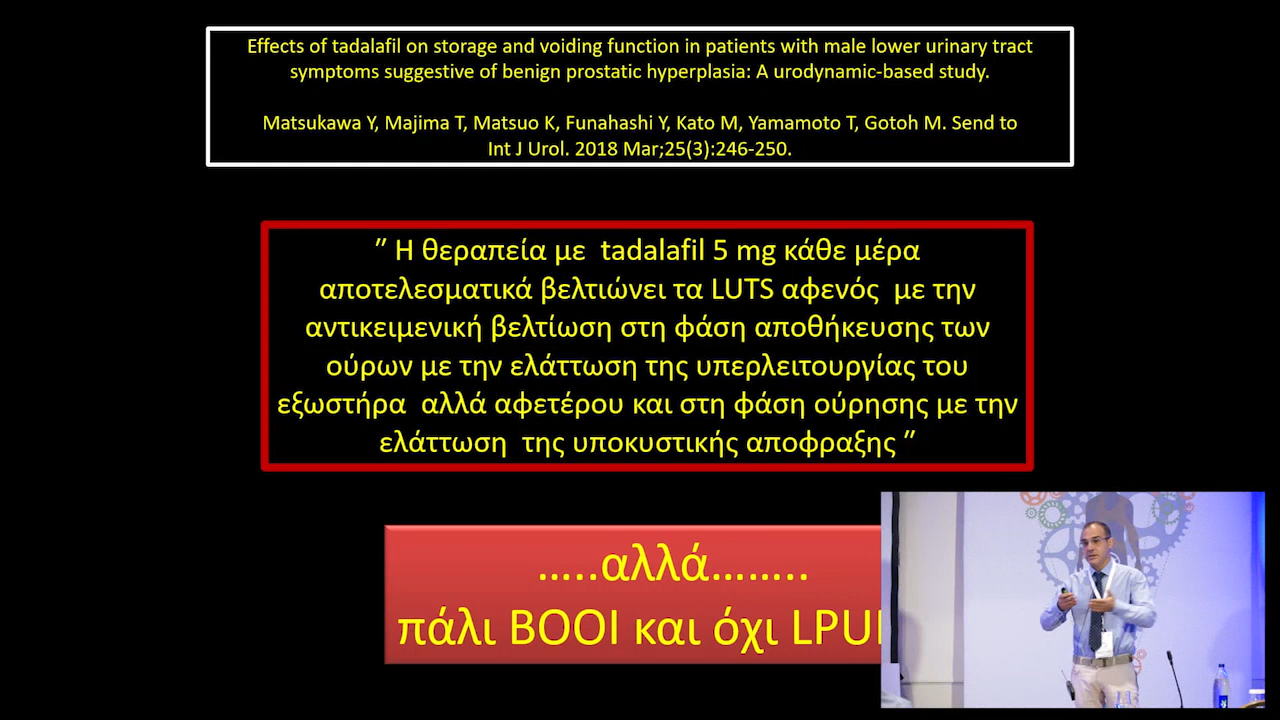 Effects of tadalafil on storage and voiding function in patients with male lower urinary tract
symptoms suggestive of benign prostatic hyperplasia: A urodynamic-based study.
Matsukawa Y, Majima T, Matsuo K, Funahashi Y, Kato M, Yamamoto T, Gotoh M. Send to
Int J Urol. 2018 Mar;25(3):246-250.
″ Η θεραπεία με  tadalafil 5 mg κάθε μέρα
αποτελεσματικά βελτιώνει τα LUTS αφενός  με την
αντικειμενική βελτίωση στη φάση αποθήκευσης των
ούρων με την ελάττωση της υπερλειτουργίας του
εξωστήρα  αλλά αφετέρου και στη φάση ούρησης με την
ελάττωση  της υποκυστικής αποφραξης ″
…..αλλά……..
πάλι BOOI και όχι